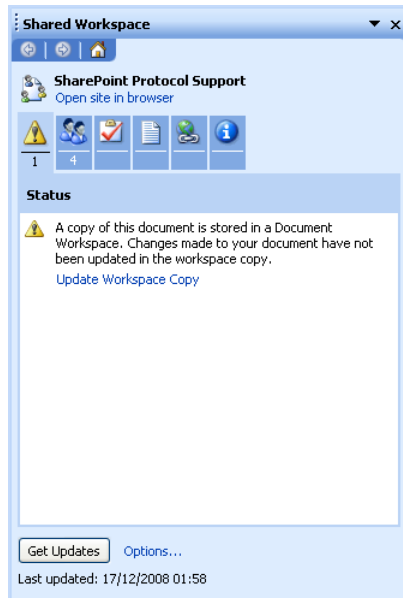 Shared Workspace
SharePoint Protocol Support
Open site in browser
1 4
Status
A copy of this document is stored in a Document
Workspace. Changes made to your document have not
been updated in the workspace copy.
Update Workspace Copy
Get Updates Options...
Last updated: 17/12/2008 01:58